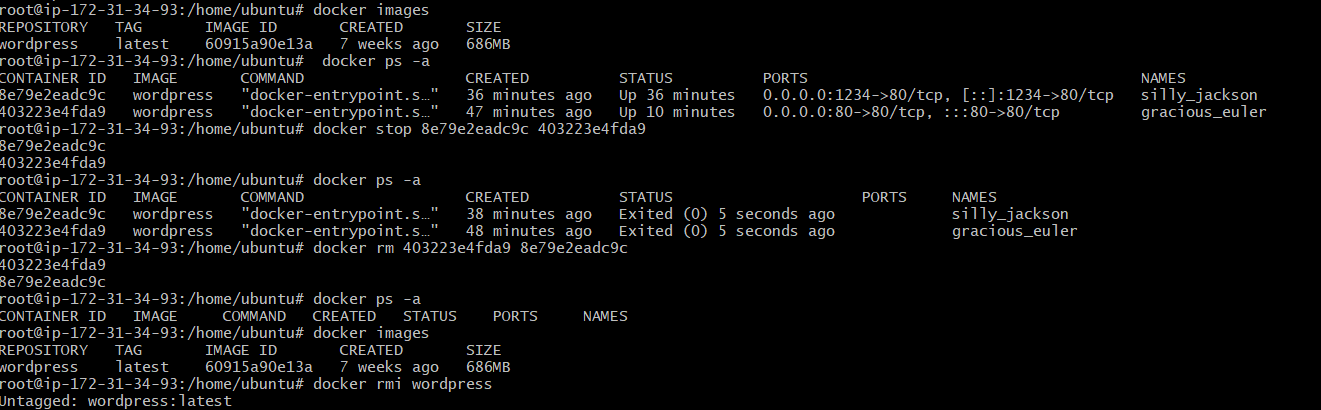 root@ip-172-31-34-93:/home/ubuntu# docker images
REPOSITORY   TAG       IMAGE ID       CREATED       SIZE
wordpress    latest    60915a90e13a   7 weeks ago   686MB
root@ip-172-31-34-93:/home/ubuntu#  docker ps -a
CONTAINER ID   IMAGE       COMMAND                  CREATED          STATUS          PORTS                                     NAMES
8e79e2eadc9c   wordpress   "docker-entrypoint.s…"   36 minutes ago   Up 36 minutes   0.0.0.0:1234->80/tcp, [::]:1234->80/tcp   silly_jackson
403223e4fda9   wordpress   "docker-entrypoint.s…"   47 minutes ago   Up 10 minutes   0.0.0.0:80->80/tcp, :::80->80/tcp         gracious_euler
root@ip-172-31-34-93:/home/ubuntu# docker stop 8e79e2eadc9c 403223e4fda9
8e79e2eadc9c
403223e4fda9
root@ip-172-31-34-93:/home/ubuntu# docker ps -a
CONTAINER ID   IMAGE       COMMAND                  CREATED          STATUS                     PORTS     NAMES
8e79e2eadc9c   wordpress   "docker-entrypoint.s…"   38 minutes ago   Exited (0) 5 seconds ago             silly_jackson
403223e4fda9   wordpress   "docker-entrypoint.s…"   48 minutes ago   Exited (0) 5 seconds ago             gracious_euler
root@ip-172-31-34-93:/home/ubuntu# docker rm 403223e4fda9 8e79e2eadc9c
403223e4fda9
8e79e2eadc9c
root@ip-172-31-34-93:/home/ubuntu# docker ps -a
CONTAINER ID   IMAGE     COMMAND   CREATED   STATUS    PORTS     NAMES
root@ip-172-31-34-93:/home/ubuntu# docker images
REPOSITORY   TAG       IMAGE ID       CREATED       SIZE
wordpress    latest    60915a90e13a   7 weeks ago   686MB
root@ip-172-31-34-93:/home/ubuntu# docker rmi wordpress
Untagged: wordpress:latest